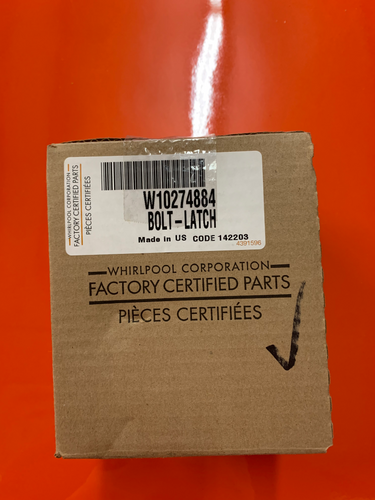 WHIRLPOOL CORPORATION
FACTORY CERTIFIED PARTS
PIÈCES CERTIFIÉES
W10274884
BOLT-LATCH
Made in US CODE 142203
4391596
WHIRLPOOL CORPORATION
FACTORY CERTIFIED PARTS
PIÈCES CERTIFIÉES